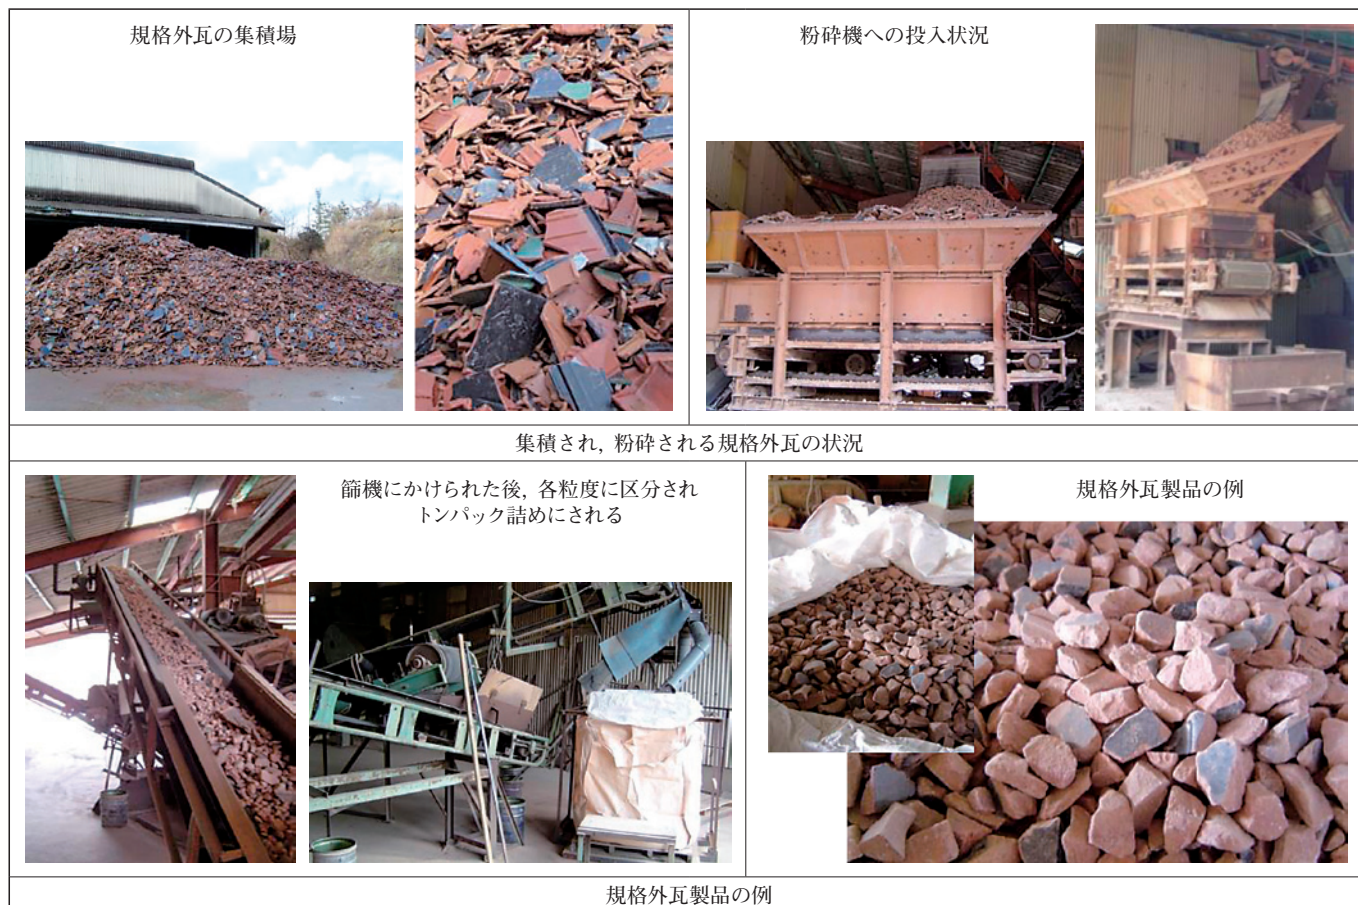 規格外瓦の集積場
粉砕機への投入状況
集積され，粉砕される規格外瓦の状況
篩機にかけられた後，各粒度に区分され
トンパック詰めにされる
規格外瓦製品の例
規格外瓦製品の例